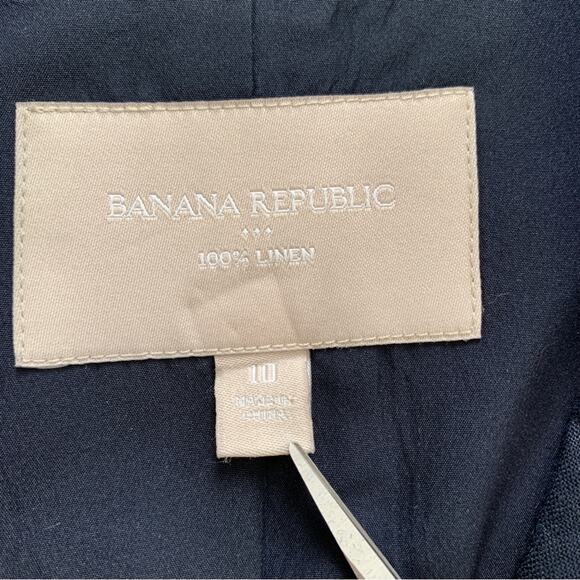 BANANA REPUBLIC
100% LINEN
10
MADE IN
CHINA